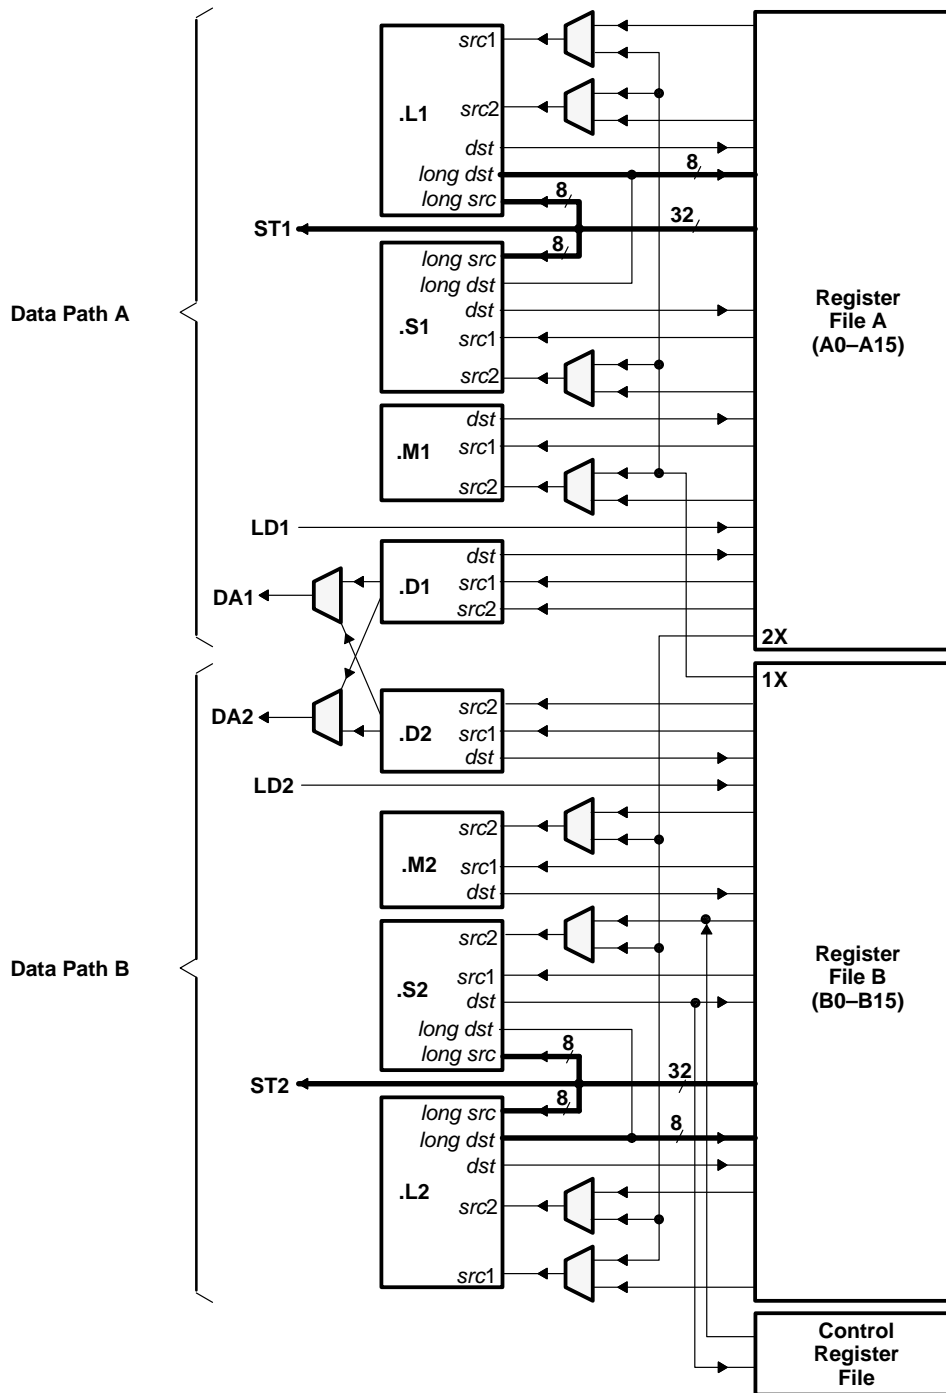 src1
.L1
src2
dst
long dst
8
long src
8
ST1
32
8
long src
long dst
dst
.S1
src1
src2
Data Path A
Register
File A
(A0–A15)
dst
.M1
src1
src2
LD1
dst
.D1
src1
src2
DA1
2X
1X
DA2
src2
.D2
src1
dst
LD2
src2
.M2
src1
dst
src2
.S2
src1
dst
long dst
8
long src
Data Path B
Register
File B
(B0–B15)
ST2
32
8
long src
long dst
8
dst
.L2
src2
src1
Control
Register
File